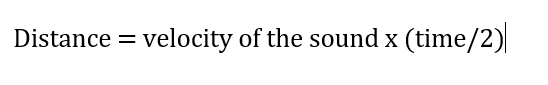 Distance = velocity of the sound x (time/2)